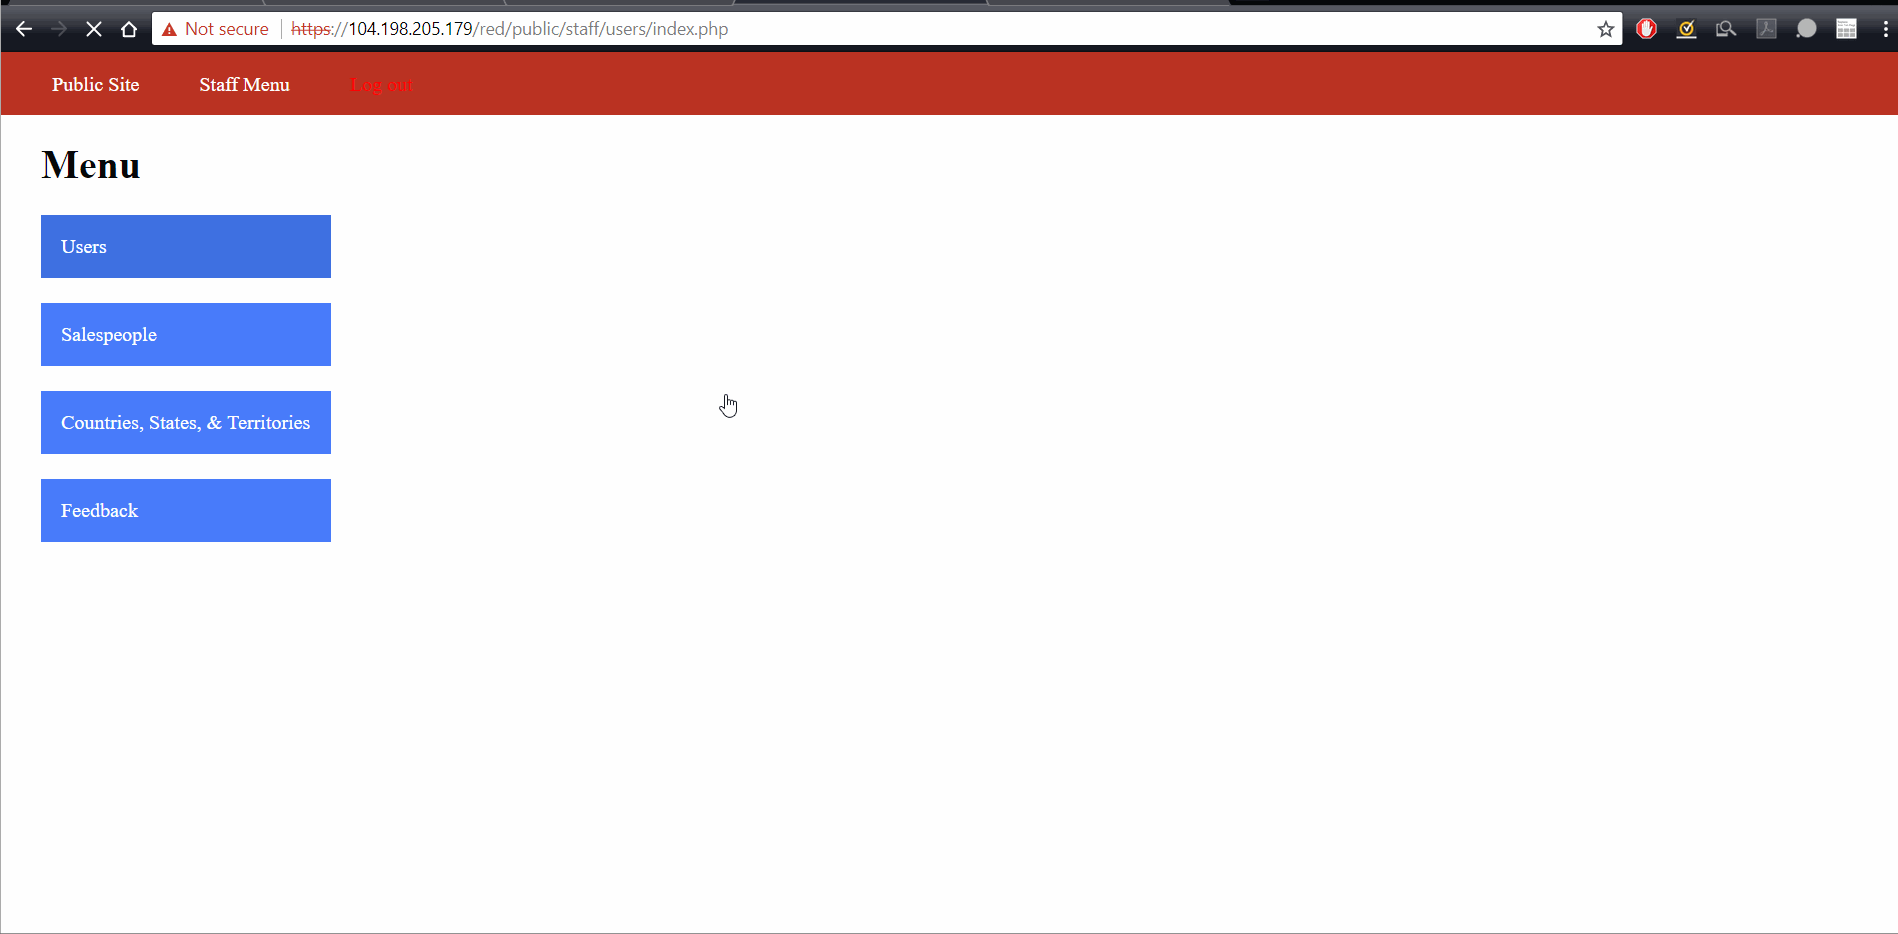 Not secure https://104.198.205.179/red/public/staff/users/index.php
Public Site Staff Menu Log out
Menu
Users
Salespeople
Countries, States, & Territories
Feedback